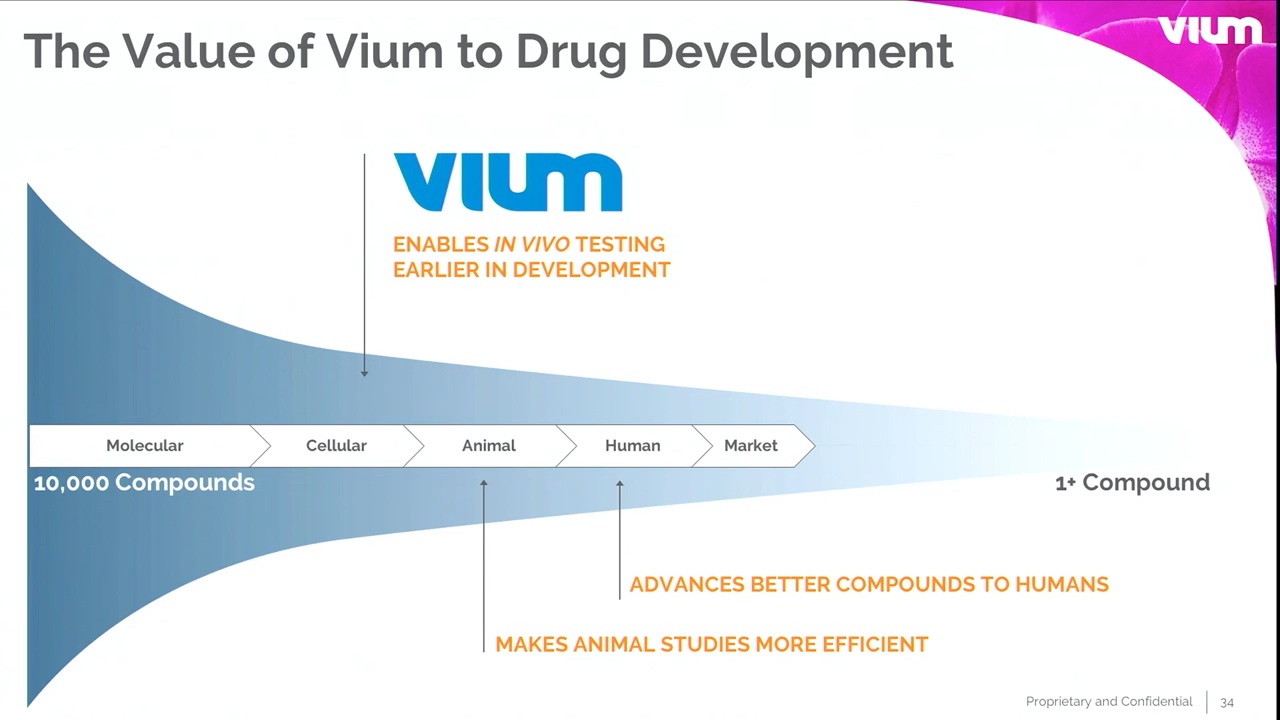 vium
The Value of Vium to Drug Development
vium
ENABLES IN VIVO TESTING
EARLIER IN DEVELOPMENT
Molecular
Cellular
Animal
Human
Market
10,000 Compounds
1+ Compound
ADVANCES BETTER COMPOUNDS TO HUMANS
MAKES ANIMAL STUDIES MORE EFFICIENT
Proprietary and Confidential
34